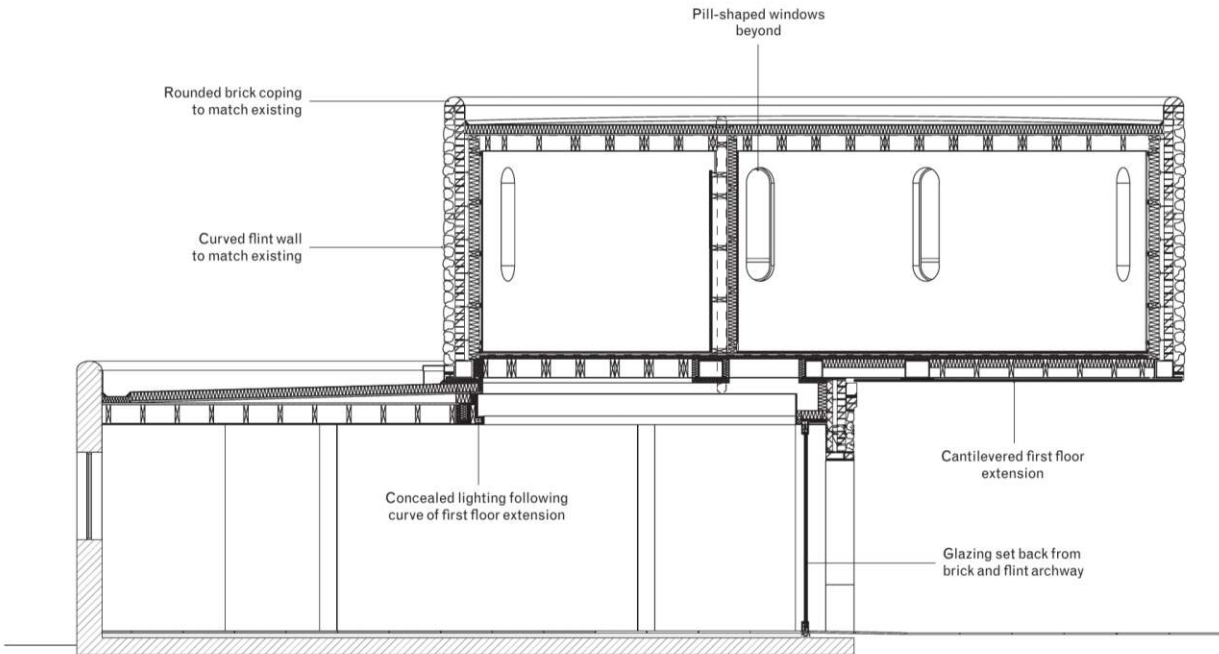 Pill-shaped windows
beyond
Rounded brick coping
to match existing
Curved flint wall
to match existing
Cantilevered first floor
extension
Concealed lighting following
curve of first floor extension
Glazing set back from
brick and flint archway